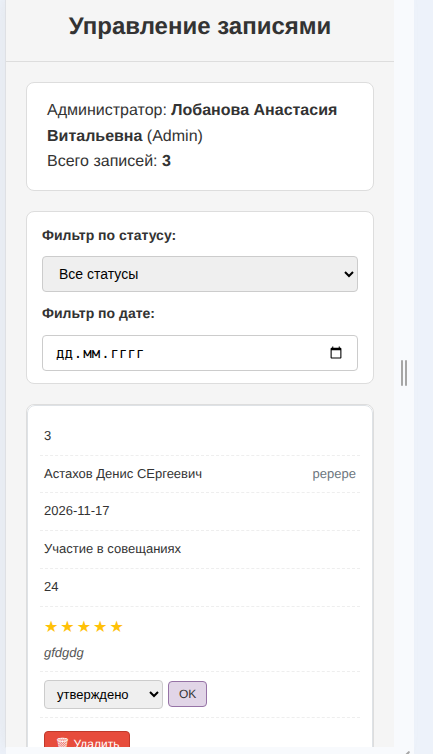 Управление записями
Администратор: Лобанова Анастасия
Витальевна (Admin)
Всего записей: 3
Фильтр по статусу:
Все статусы
Фильтр по дате:
дд.мм.гггг
3
Астахов Денис СЕргеевич ререре
2026-11-17
Участие в совещаниях
24
gfdgdg
утверждено OK
Удалить